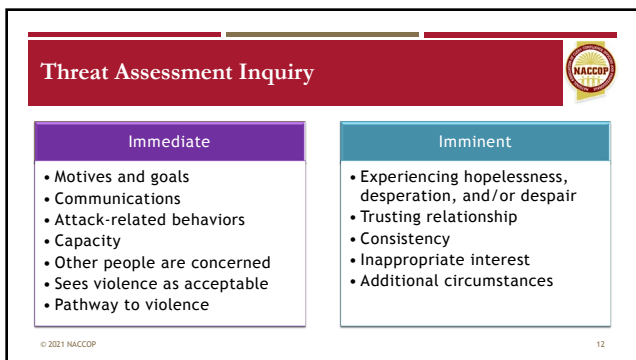 Threat Assessment Inquiry
NACCOP
Immediate
• Motives and goals
• Communications
• Attack-related behaviors
• Capacity
• Other people are concerned
• Sees violence as acceptable
• Pathway to violence
Imminent
• Experiencing hopelessness,
desperation, and/or despair
• Trusting relationship
• Consistency
• Inappropriate interest
• Additional circumstances
© 2021 NACCOP
12